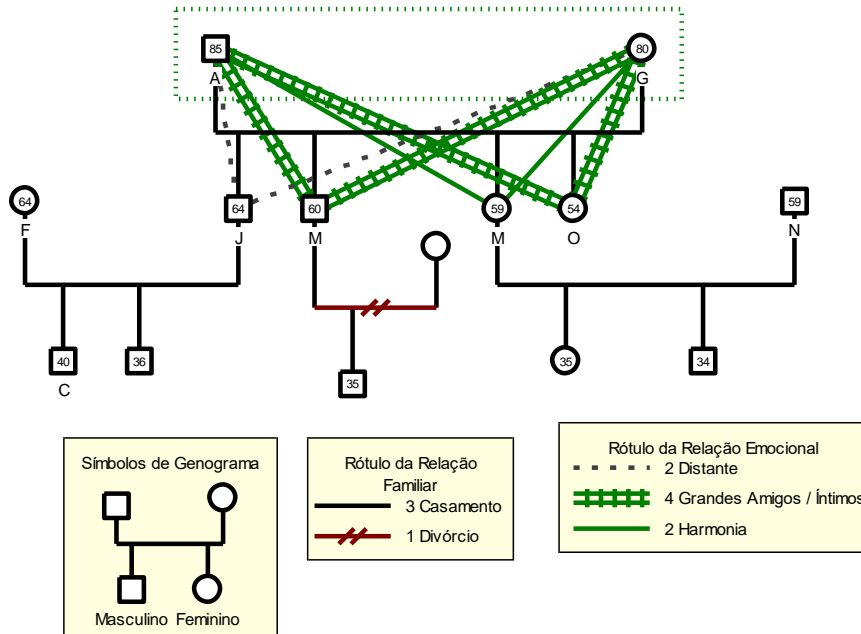 85 80
A G
64 64 60 59 54 59
F J M M O N
40 36 35 35 34
C
Símbolos de Genograma
Masculino Feminino
Rótulo da Relação
Familiar
3 Casamento
1 Divórcio
Rótulo da Relação Emocional
2 Distante
4 Grandes Amigos / Íntimos
2 Harmonia